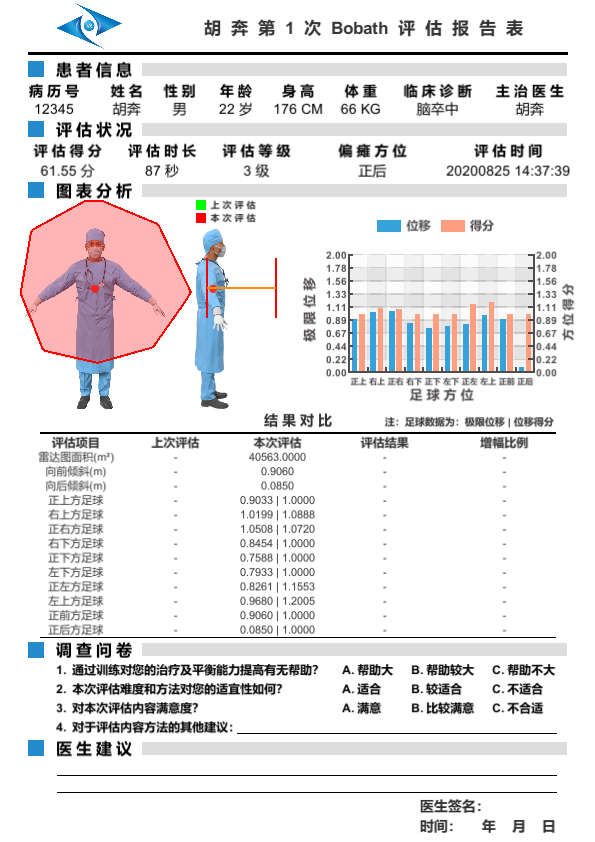 胡奔第1次 Bobath 评估报告表
患者信息
病历号 姓名 性别 年龄 身高 体重 临床诊断 主治医生
12345 胡奔 男 22 岁 176 CM 66 KG 脑卒中 胡奔
评估状况
评估得分 评估时长 评估等级 偏瘫方位 评估时间
61.55 分 87 秒 3 级 正后 20200825 14:37:39
图表分析
上次评估
本次评估
位移 得分
极限位移
2.00 2.00
1.78 1.78
1.56 1.56
1.33 1.33
1.11 1.11
0.89 0.89
0.67 0.67
0.44 0.44
0.22 0.22
0.00 0.00
方位得分
正上 右上 正右 右下 正下 左下 正左 左上 正前 正后
足球方位
结果对比 注：足球数据为：极限位移 | 位移得分
评估项目 上次评估 本次评估 评估结果 增幅比例
雷达图面积(m²) - 40563.0000 - -
向前倾斜(m) - 0.9060 - -
向后倾斜(m) - 0.0850 - -
正上方足球 - 0.9033 | 1.0000 - -
右上方足球 - 1.0199 | 1.0888 - -
正右方足球 - 1.0508 | 1.0720 - -
右下方足球 - 0.8454 | 1.0000 - -
正下方足球 - 0.7588 | 1.0000 - -
左下方足球 - 0.7933 | 1.0000 - -
正左方足球 - 0.8261 | 1.1553 - -
左上方足球 - 0.9680 | 1.2005 - -
正前方足球 - 0.9060 | 1.0000 - -
正后方足球 - 0.0850 | 1.0000 - -
调查问卷
1. 通过训练对您的治疗及平衡能力提高有无帮助？ A. 帮助大 B. 帮助较大 C. 帮助不大
2. 本次评估难度和方法对您的适宜性如何？ A. 适合 B. 较适合 C. 不适合
3. 对本次评估内容满意度？ A. 满意 B. 比较满意 C. 不合适
4. 对于评估内容方法的其他建议：
医生建议
医生签名：
时间： 年 月 日